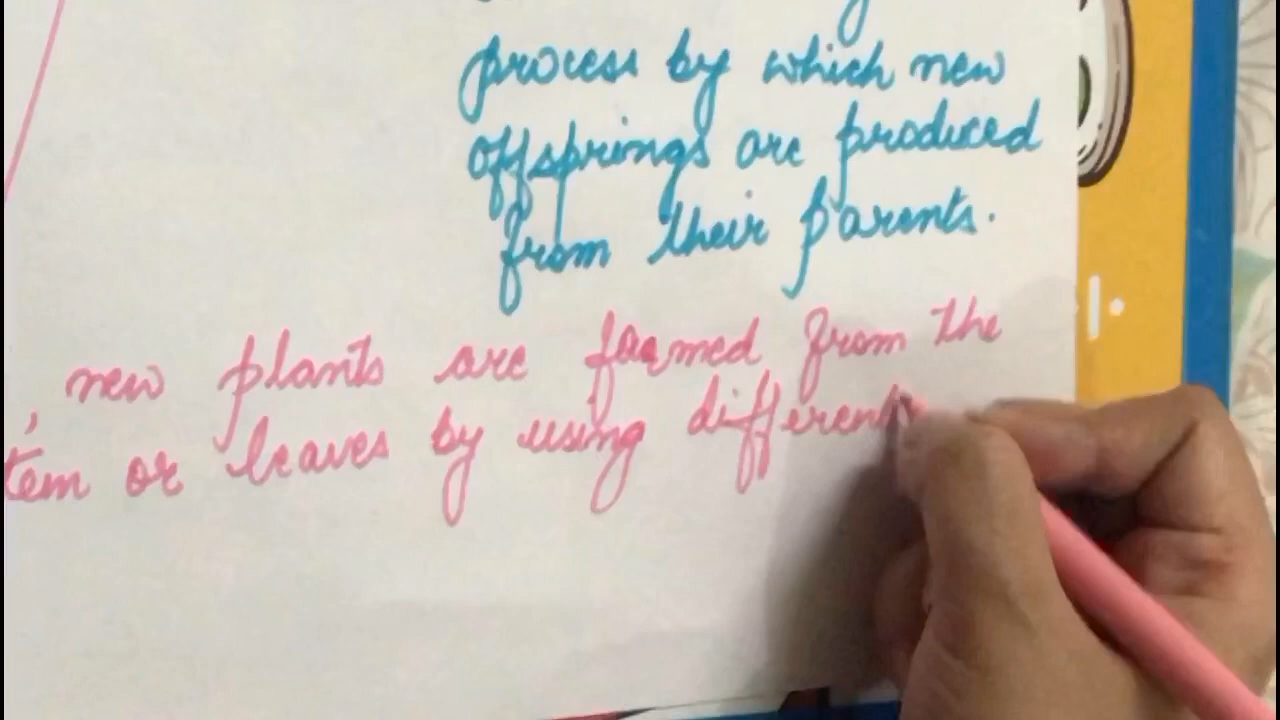 process by which new
offsprings are produced
from their parents.
, new plants are formed from the
tem or leaves by using different